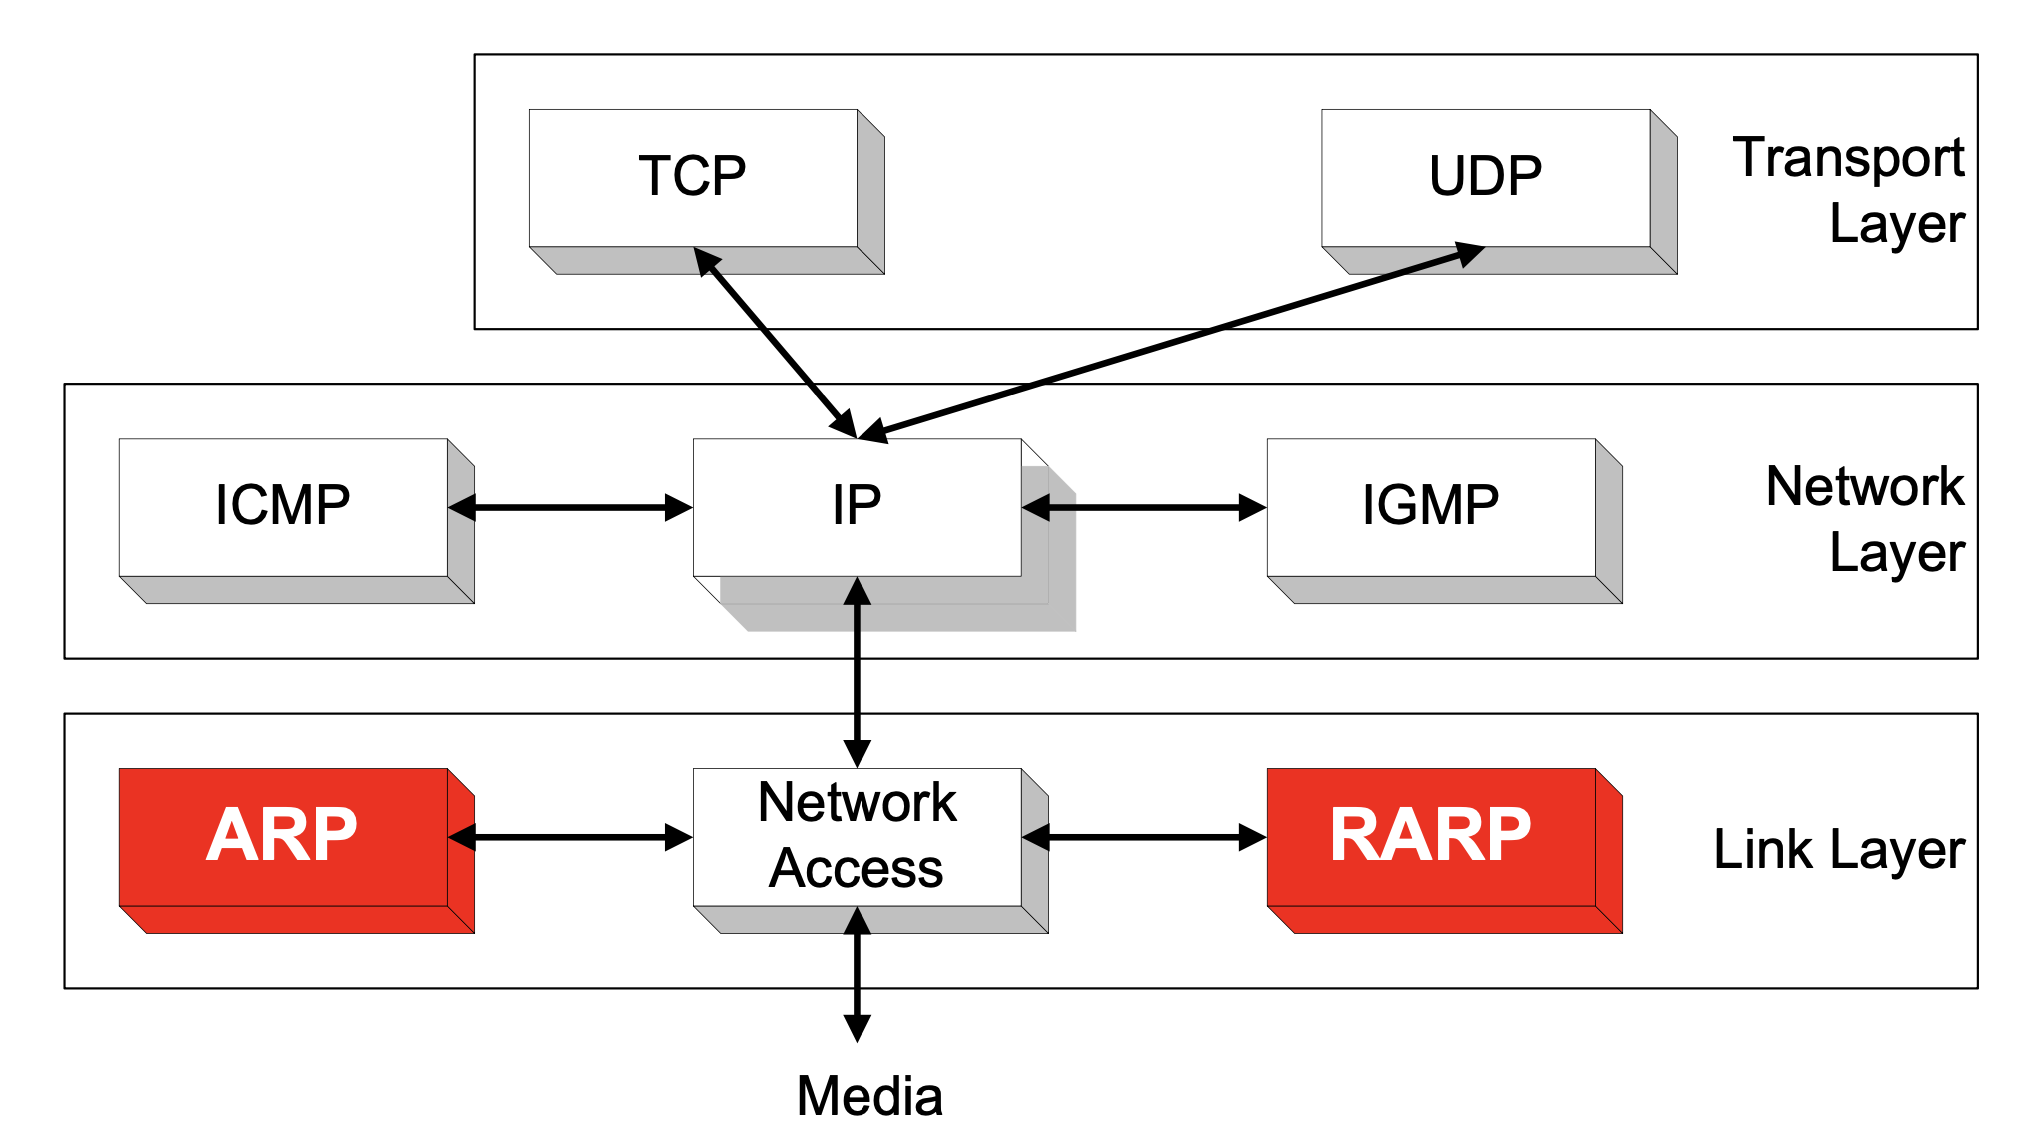 TCP
UDP
Transport
Layer
ICMP
IP
IGMP
Network
Layer
ARP
Network
Access
RARP
Link Layer
Media